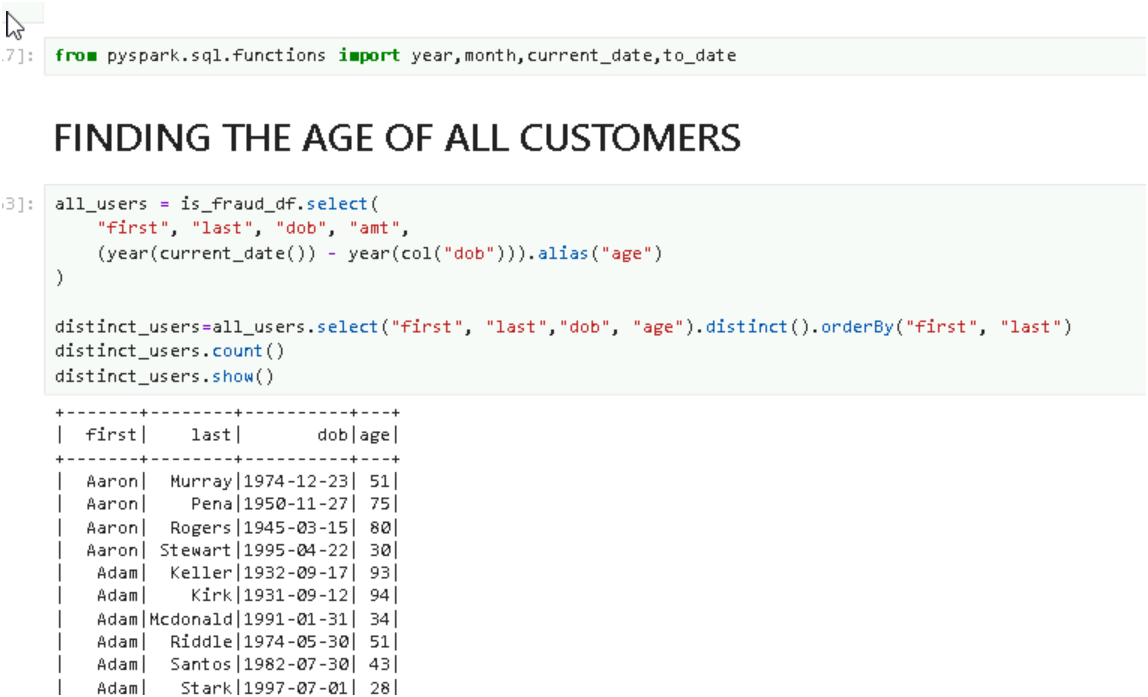 .7]: from pyspark.sql.functions import year,month,current_date,to_date
FINDING THE AGE OF ALL CUSTOMERS
3]: all_users = is_fraud_df.select(
    "first", "last", "dob", "amt",
    (year(current_date()) - year(col("dob"))).alias("age")
)
distinct_users=all_users.select("first", "last","dob", "age").distinct().orderBy("first", "last")
distinct_users.count()
distinct_users.show()
+-------+--------+----------+---+
|  first|    last|       dob|age|
+-------+--------+----------+---+
|  Aaron|  Murray|1974-12-23| 51|
|  Aaron|    Pena|1950-11-27| 75|
|  Aaron|  Rogers|1945-03-15| 80|
|  Aaron| Stewart|1995-04-22| 30|
|   Adam|  Keller|1932-09-17| 93|
|   Adam|    Kirk|1931-09-12| 94|
|   Adam|Mcdonald|1991-01-31| 34|
|   Adam|  Riddle|1974-05-30| 51|
|   Adam|  Santos|1982-07-30| 43|
|   Adam|   Stark|1997-07-01| 28|